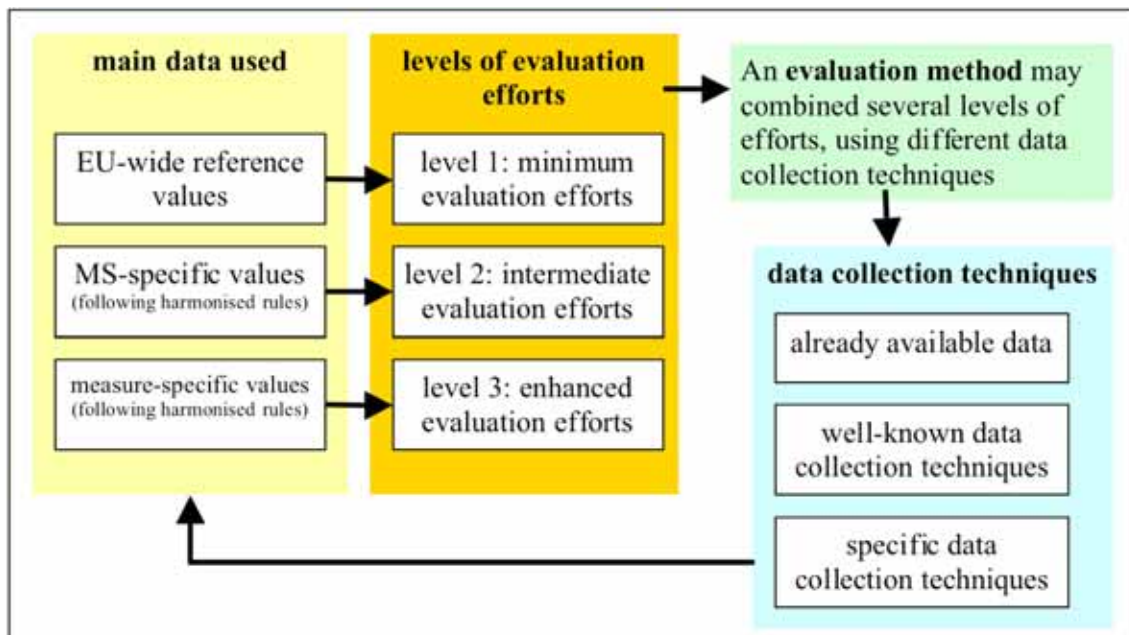 main data used
EU-wide reference
values
MS-specific values
(following harmonised rules)
measure-specific values
(following harmonised rules)
levels of evaluation
efforts
level 1: minimum
evaluation efforts
level 2: intermediate
evaluation efforts
level 3: enhanced
evaluation efforts
An evaluation method may
combined several levels of
efforts, using different data
collection techniques
data collection techniques
already available data
well-known data
collection techniques
specific data
collection techniques